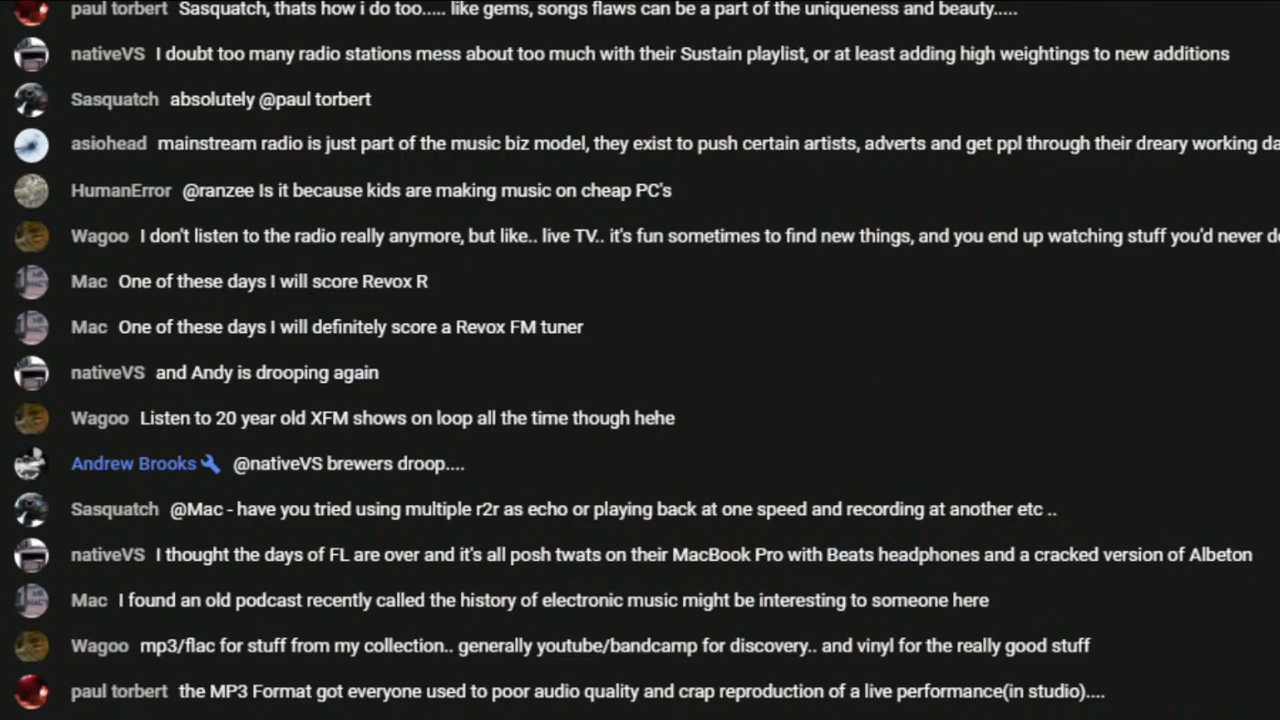 paul torbert Sasquatch, thats how i do too..... like gems, songs flaws can be a part of the uniqueness and beauty.....
nativeVS I doubt too many radio stations mess about too much with their Sustain playlist, or at least adding high weightings to new additions
Sasquatch absolutely @paul torbert
asiohead mainstream radio is just part of the music biz model, they exist to push certain artists, adverts and get ppl through their dreary working da
HumanError @ranzee Is it because kids are making music on cheap PC's
Wagoo I don't listen to the radio really anymore, but like.. live TV.. it's fun sometimes to find new things, and you end up watching stuff you'd never d
Mac One of these days I will score Revox R
Mac One of these days I will definitely score a Revox FM tuner
nativeVS and Andy is drooping again
Wagoo Listen to 20 year old XFM shows on loop all the time though hehe
Andrew Brooks @nativeVS brewers droop....
Sasquatch @Mac - have you tried using multiple r2r as echo or playing back at one speed and recording at another etc ..
nativeVS I thought the days of FL are over and it's all posh twats on their MacBook Pro with Beats headphones and a cracked version of Albeton
Mac I found an old podcast recently called the history of electronic music might be interesting to someone here
Wagoo mp3/flac for stuff from my collection.. generally youtube/bandcamp for discovery.. and vinyl for the really good stuff
paul torbert the MP3 Format got everyone used to poor audio quality and crap reproduction of a live performance(in studio)....